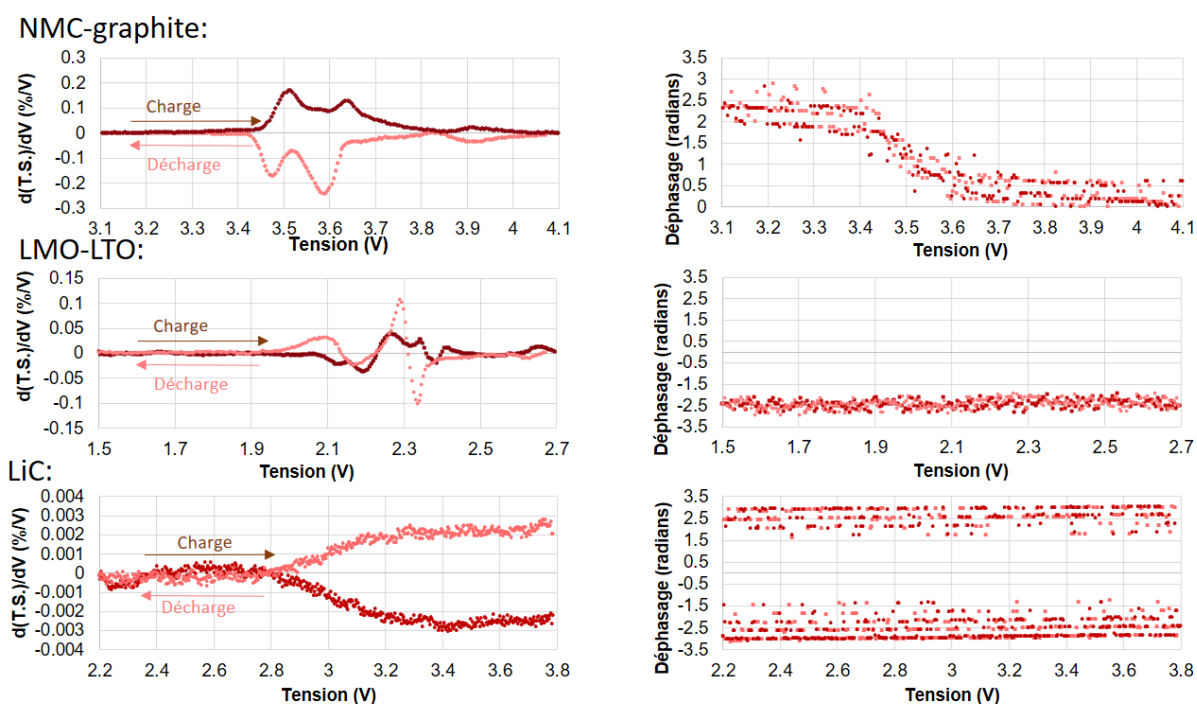 NMC-graphite:
d(T.S.)/dV (%/V)
0.3
0.2
0.1
0
-0.1
-0.2
-0.3
Charge
Décharge
3.1 3.2 3.3 3.4 3.5 3.6 3.7 3.8 3.9 4 4.1
Tension (V)
Déphasage (radians)
3.5
3
2.5
2
1.5
1
0.5
0
3.1 3.2 3.3 3.4 3.5 3.6 3.7 3.8 3.9 4 4.1
Tension (V)
LMO-LTO:
d(T.S.)/dV (%/V)
0.15
0.1
0.05
0
-0.05
-0.1
-0.15
Charge
Décharge
1.5 1.7 1.9 2.1 2.3 2.5 2.7
Tension (V)
Déphasage (radians)
3.5
2.5
1.5
0.5
-0.5
-1.5
-2.5
-3.5
1.5 1.7 1.9 2.1 2.3 2.5 2.7
Tension (V)
LiC:
d(T.S.)/dV (%/V)
0.004
0.003
0.002
0.001
0
-0.001
-0.002
-0.003
-0.004
Charge
Décharge
2.2 2.4 2.6 2.8 3 3.2 3.4 3.6 3.8
Tension (V)
Déphasage (radians)
3.5
2.5
1.5
0.5
-0.5
-1.5
-2.5
-3.5
2.2 2.4 2.6 2.8 3 3.2 3.4 3.6 3.8
Tension (V)